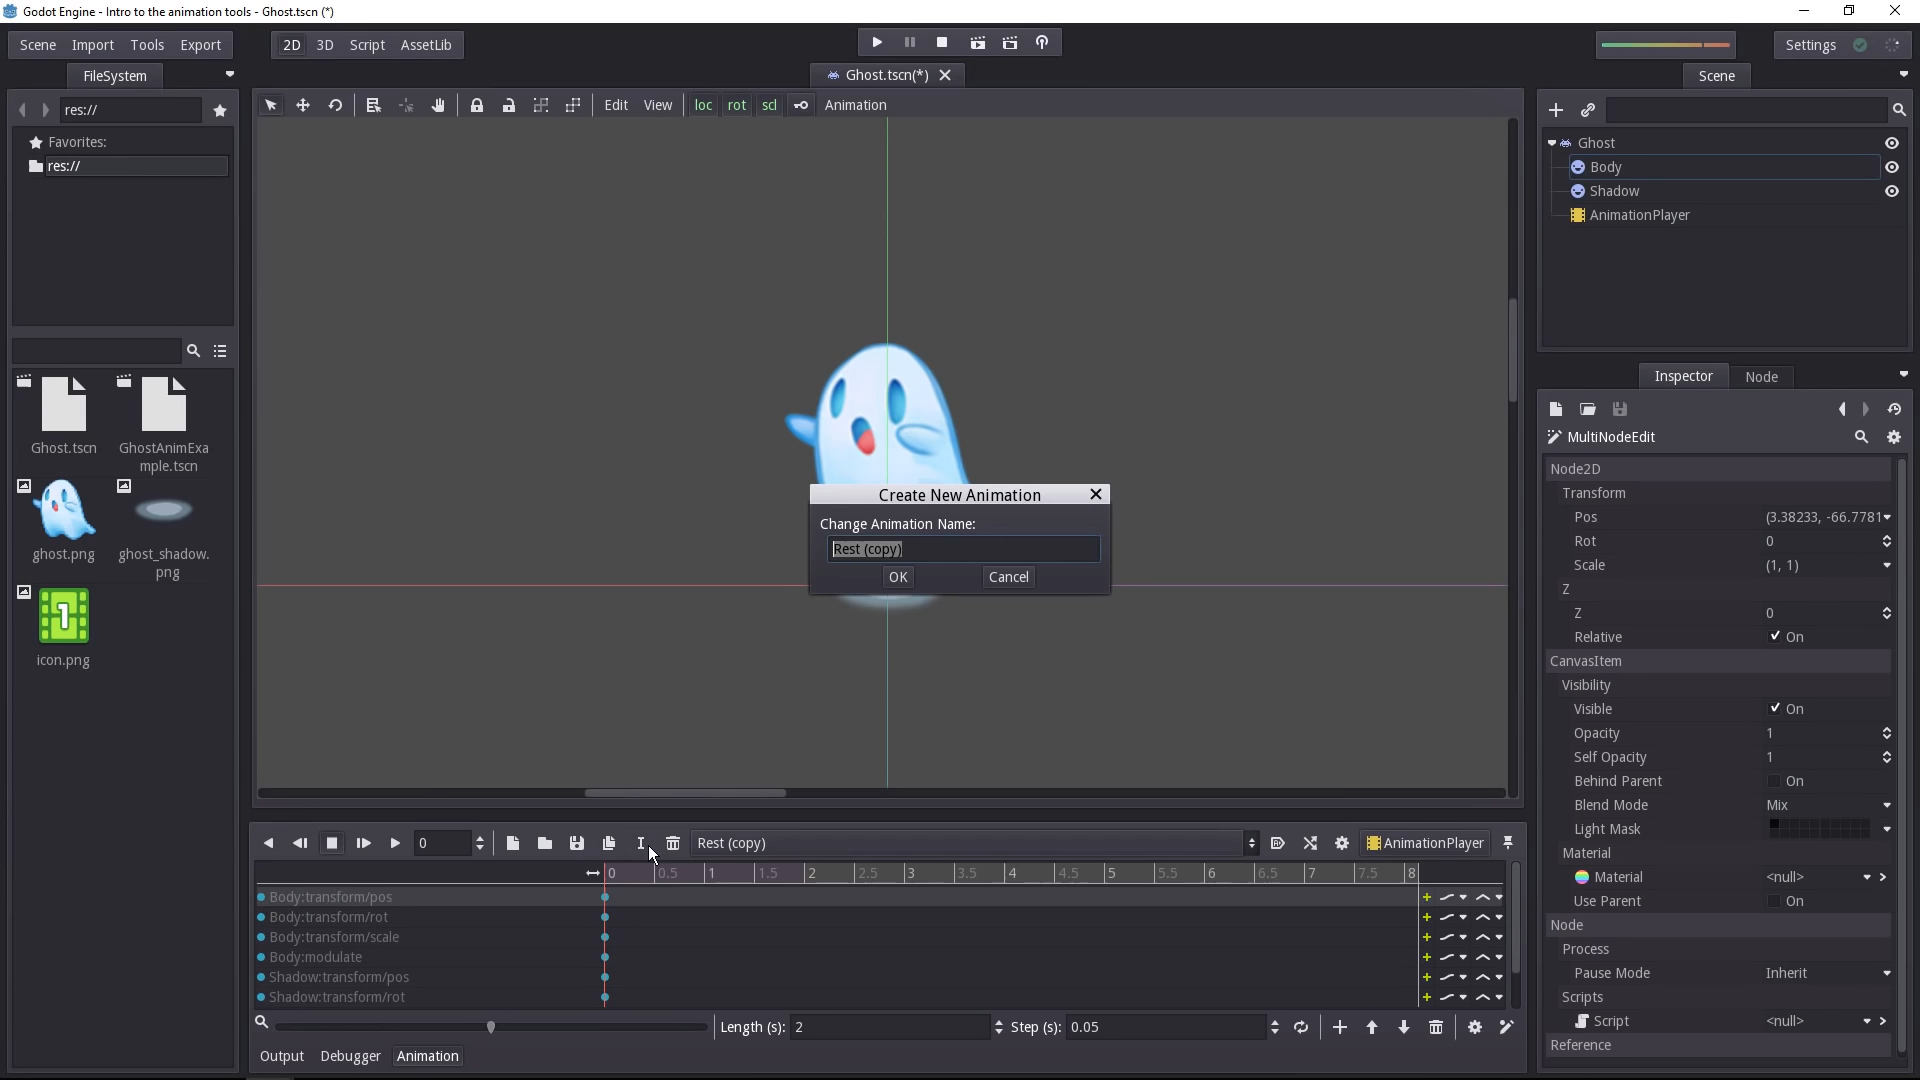 Godot Engine - Intro to the animation tools - Ghost.tscn (*)
Scene Import Tools Export
2D 3D Script AssetLib
Settings
FileSystem
Ghost.tscn(*)
Scene
res://
Edit View loc rot scl Animation
Favorites:
res://
Ghost
Body
Shadow
AnimationPlayer
Ghost.tscn
GhostAnimExa
mple.tscn
ghost.png
ghost_shadow.
png
icon.png
1
Create New Animation
Change Animation Name:
Rest (copy)
OK Cancel
Inspector Node
MultiNodeEdit
Node2D
Transform
Pos (3.38233, -66.7781
Rot 0
Scale (1, 1)
Z
Z 0
Relative On
CanvasItem
Visibility
Visible On
Opacity 1
Self Opacity 1
Behind Parent On
Blend Mode Mix
Light Mask
Material
Material <null>
Use Parent On
Node
Process
Pause Mode Inherit
Scripts
Script <null>
Reference
0 Rest (copy) AnimationPlayer
0 0.5 1 1.5 2 2.5 3 3.5 4 4.5 5 5.5 6 6.5 7 7.5 8
Body:transform/pos
Body:transform/rot
Body:transform/scale
Body:modulate
Shadow:transform/pos
Shadow:transform/rot
Length (s): 2 Step (s): 0.05
Output Debugger Animation